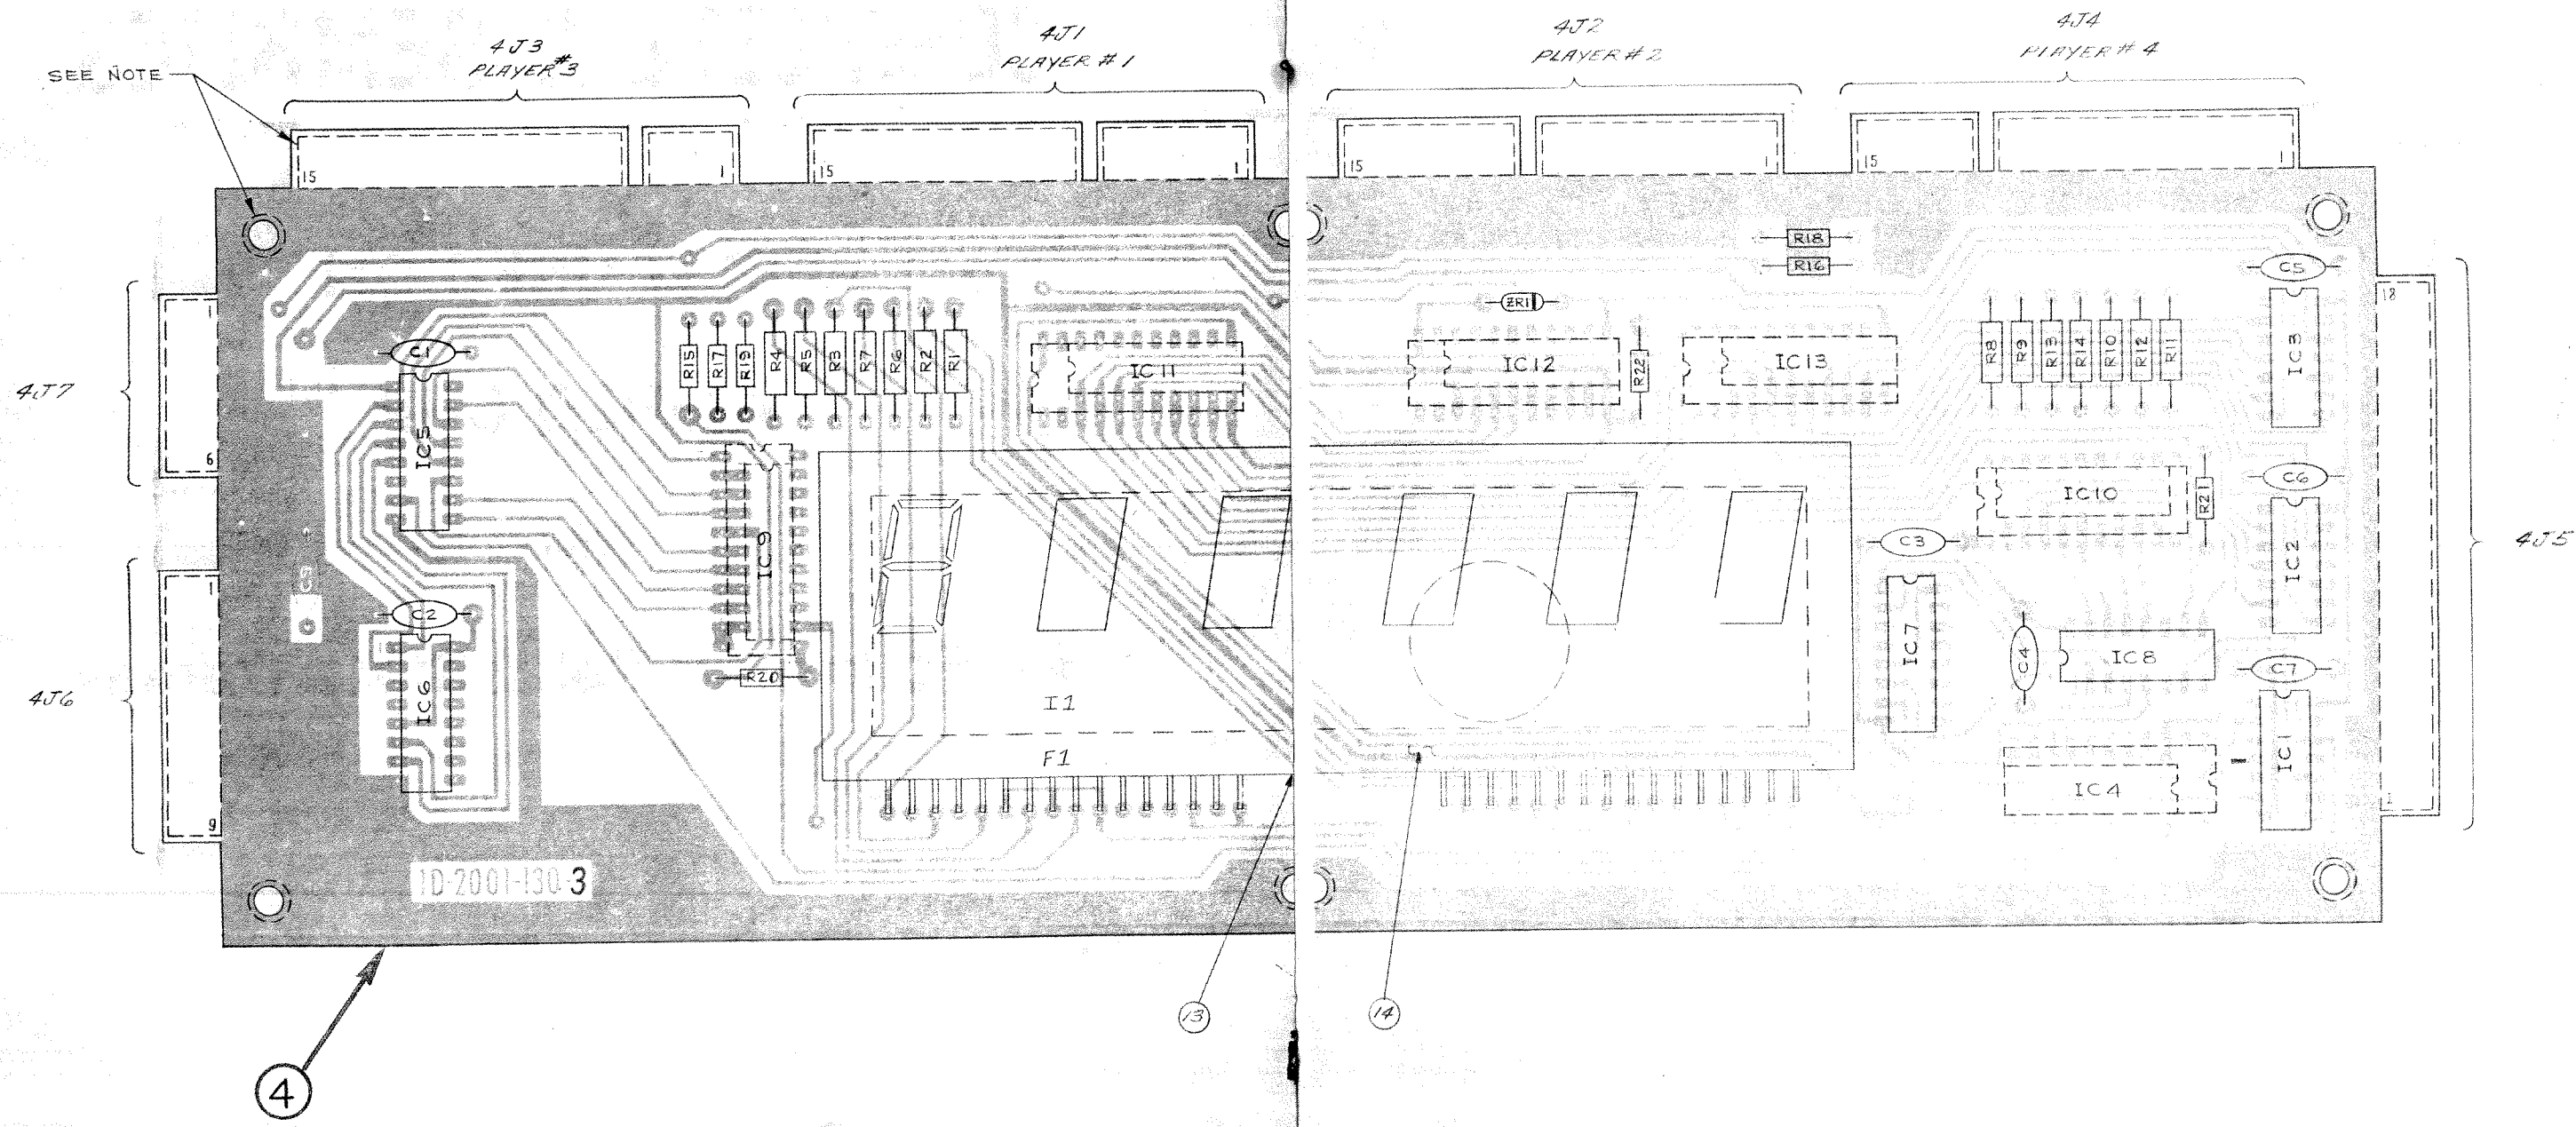 SEE NOTE
4J3
PLAYER #3
4J1
PLAYER #1
4J2
PLAYER #2
4J4
PLAYER #4
15
1
15
1
15
1
15
1
4J7
1
6
4J6
1
9
4J5
18
1
C1
IC5
C9
C2
IC6
R15
R17
R19
R4
R5
R3
R7
R6
R2
R1
IC11
IC9
R20
I1
F1
R18
R16
ZR1
IC12
R22
IC13
R8
R9
R13
R14
R10
R12
R11
C5
IC3
IC10
R21
C6
IC2
C3
IC7
C4
IC8
C7
IC4
IC1
1D-2001-130-3
13
14
4